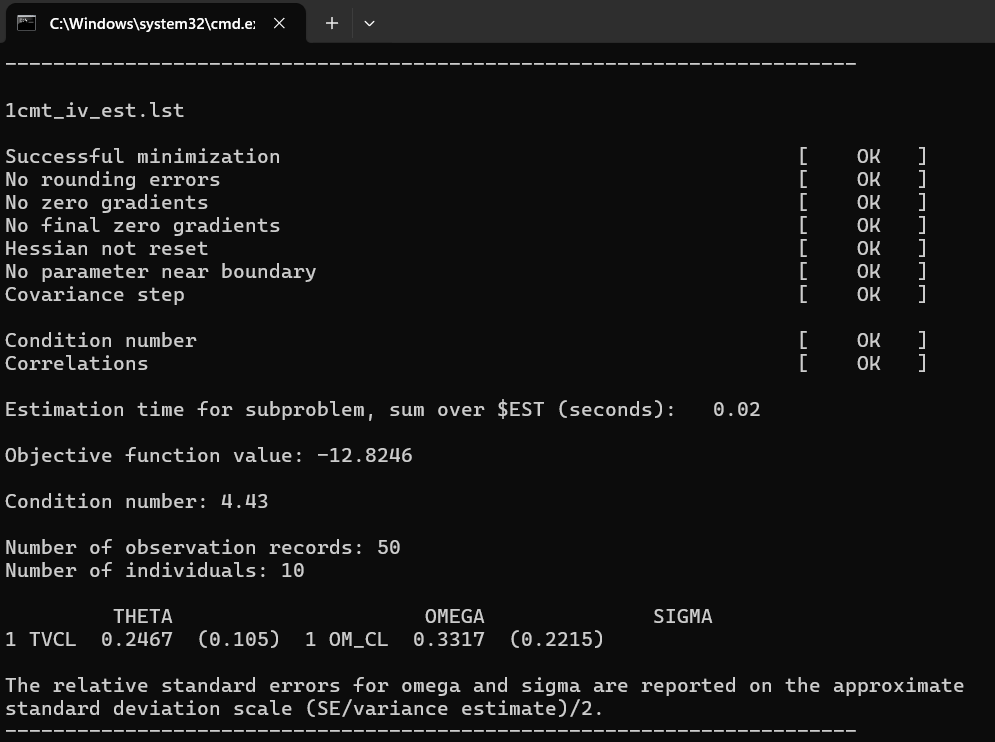 C:\Windows\system32\cmd.e
-----------------------------------------------------------------------
1cmt_iv_est.lst
Successful minimization [ OK ]
No rounding errors [ OK ]
No zero gradients [ OK ]
No final zero gradients [ OK ]
Hessian not reset [ OK ]
No parameter near boundary [ OK ]
Covariance step [ OK ]
Condition number [ OK ]
Correlations [ OK ]
Estimation time for subproblem, sum over $EST (seconds): 0.02
Objective function value: -12.8246
Condition number: 4.43
Number of observation records: 50
Number of individuals: 10
THETA OMEGA SIGMA
1 TVCL 0.2467 (0.105) 1 OM_CL 0.3317 (0.2215)
The relative standard errors for omega and sigma are reported on the approximate
standard deviation scale (SE/variance estimate)/2.
-----------------------------------------------------------------------